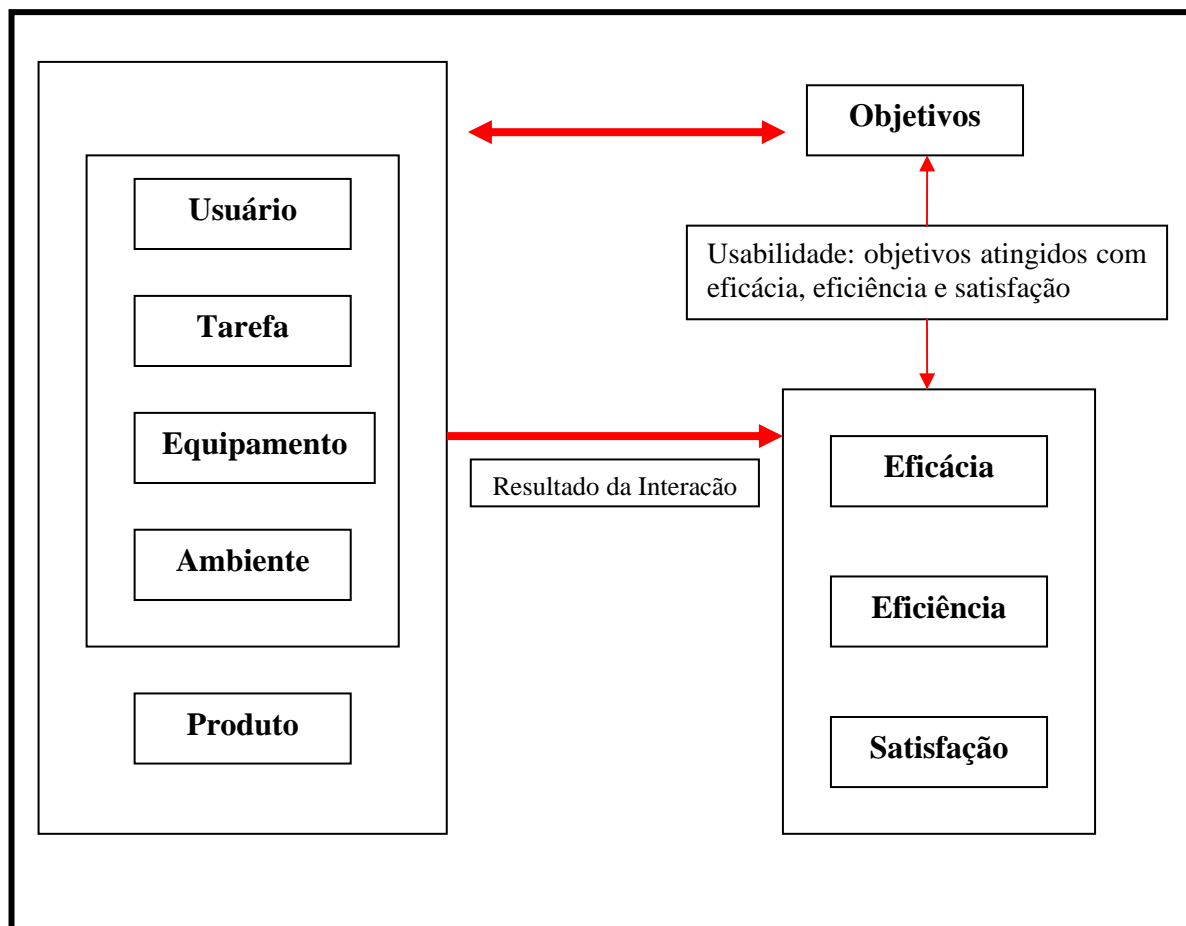 Objetivos
Usuário
Usabilidade: objetivos atingidos com
eficácia, eficiência e satisfação
Tarefa
Equipamento
Resultado da Interacão
Eficácia
Ambiente
Eficiência
Produto
Satisfação